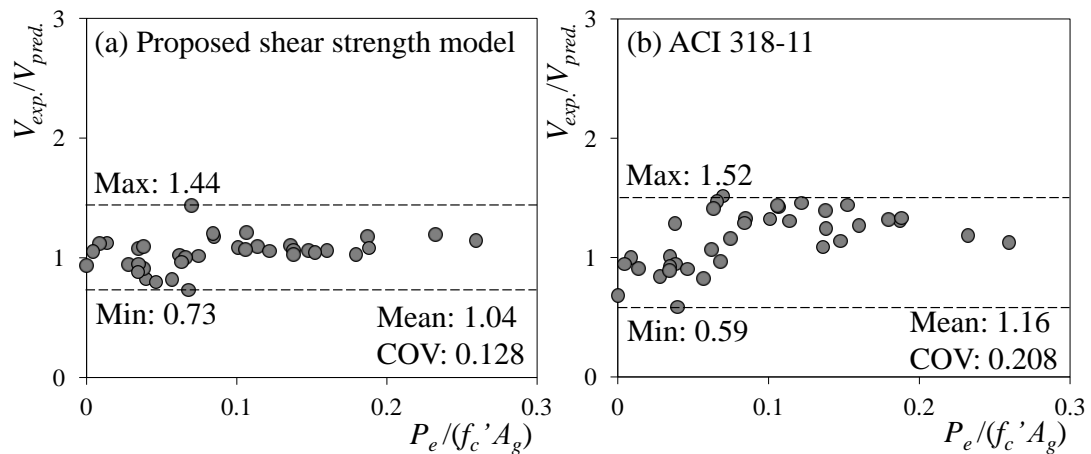 (a) Proposed shear strength model
V_exp./V_pred.
3
2
1
0
Max: 1.44
Min: 0.73
Mean: 1.04
COV: 0.128
0 0.1 0.2 0.3
P_e/(f_c’A_g)
(b) ACI 318-11
V_exp./V_pred.
3
2
1
0
Max: 1.52
Min: 0.59
Mean: 1.16
COV: 0.208
0 0.1 0.2 0.3
P_e/(f_c’A_g)